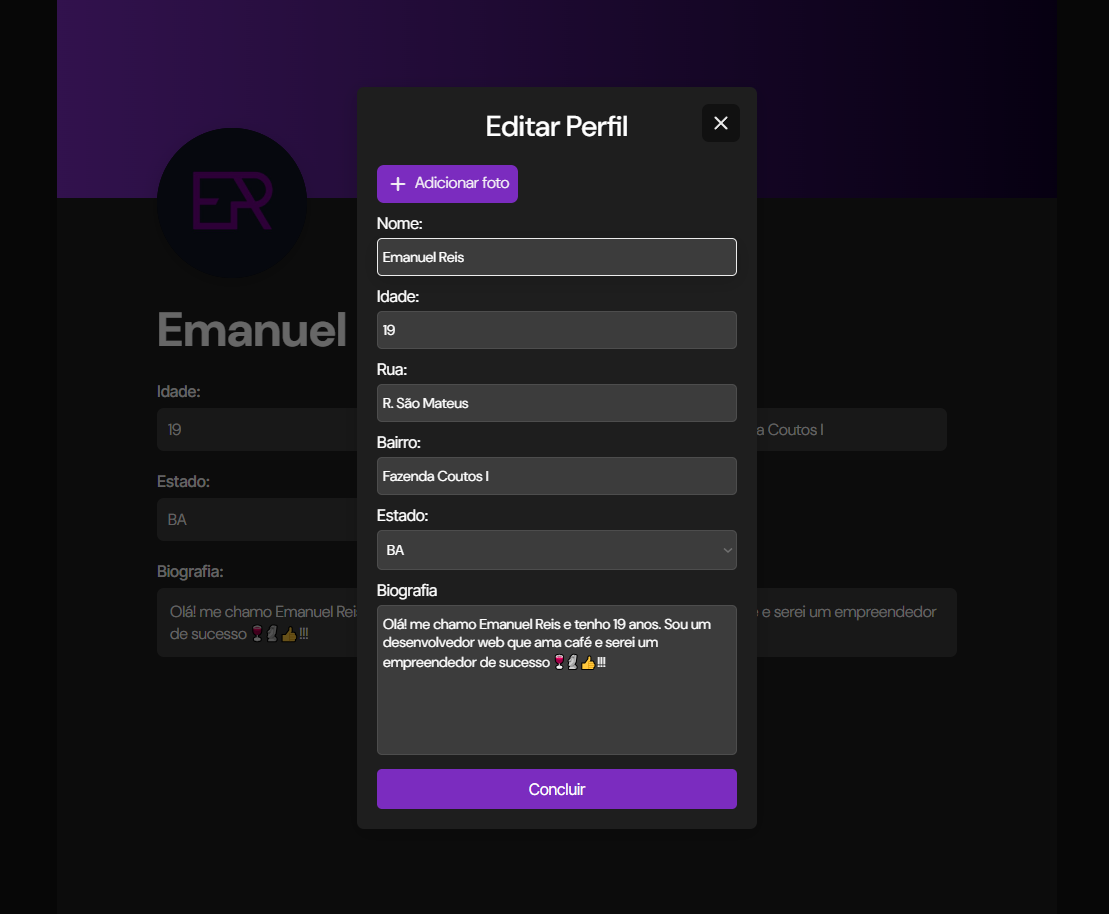 Editar Perfil
Adicionar foto
Nome:
Emanuel Reis
Idade:
19
Rua:
R. São Mateus
Bairro:
Fazenda Coutos I
Estado:
BA
Biografia
Olá! me chamo Emanuel Reis e tenho 19 anos. Sou um
desenvolvedor web que ama café e serei um
empreendedor de sucesso 🍷🗿👍!!!
Concluir
ER
Emanuel
Idade:
19
a Coutos I
Estado:
BA
Biografia:
Olá! me chamo Emanuel Reis e serei um empreendedor
de sucesso 🍷🗿👍!!!